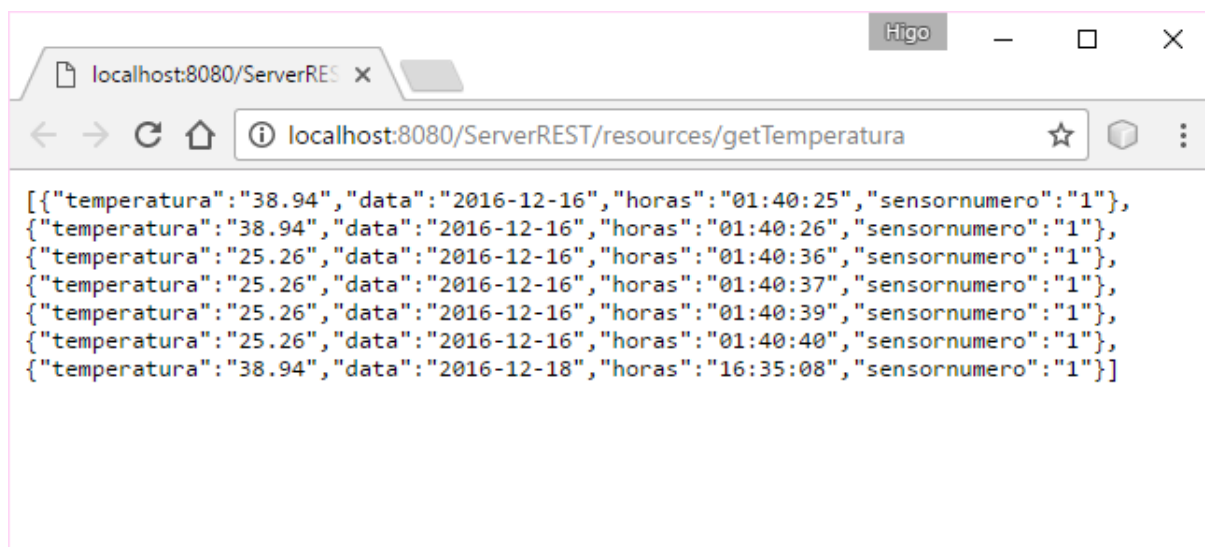 Higo
localhost:8080/ServerRES
localhost:8080/ServerREST/resources/getTemperatura
[{"temperatura":"38.94","data":"2016-12-16","horas":"01:40:25","sensornumero":"1"},
{"temperatura":"38.94","data":"2016-12-16","horas":"01:40:26","sensornumero":"1"},
{"temperatura":"25.26","data":"2016-12-16","horas":"01:40:36","sensornumero":"1"},
{"temperatura":"25.26","data":"2016-12-16","horas":"01:40:37","sensornumero":"1"},
{"temperatura":"25.26","data":"2016-12-16","horas":"01:40:39","sensornumero":"1"},
{"temperatura":"25.26","data":"2016-12-16","horas":"01:40:40","sensornumero":"1"},
{"temperatura":"38.94","data":"2016-12-18","horas":"16:35:08","sensornumero":"1"}]